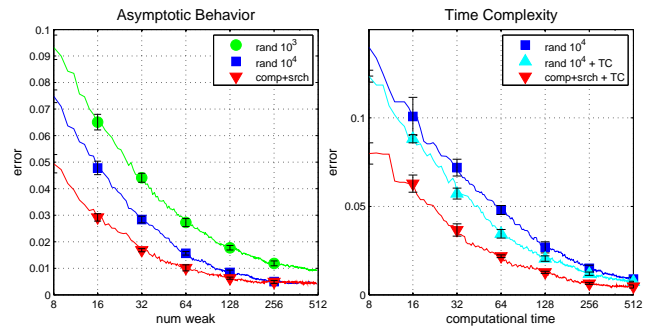 Asymptotic Behavior
0.1
0.09
0.08
0.07
0.06
0.05
0.04
0.03
0.02
0.01
0
error
rand 10³
rand 10⁴
comp+srch
8 16 32 64 128 256 512
num weak
Time Complexity
0.1
0.05
0
error
rand 10⁴
rand 10⁴ + TC
comp+srch + TC
8 16 32 64 128 256 512
computational time